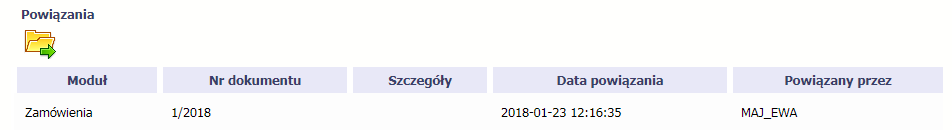 Powiązania
Moduł Nr dokumentu Szczegóły Data powiązania Powiązany przez
Zamówienia 1/2018 2018-01-23 12:16:35 MAJ_EWA